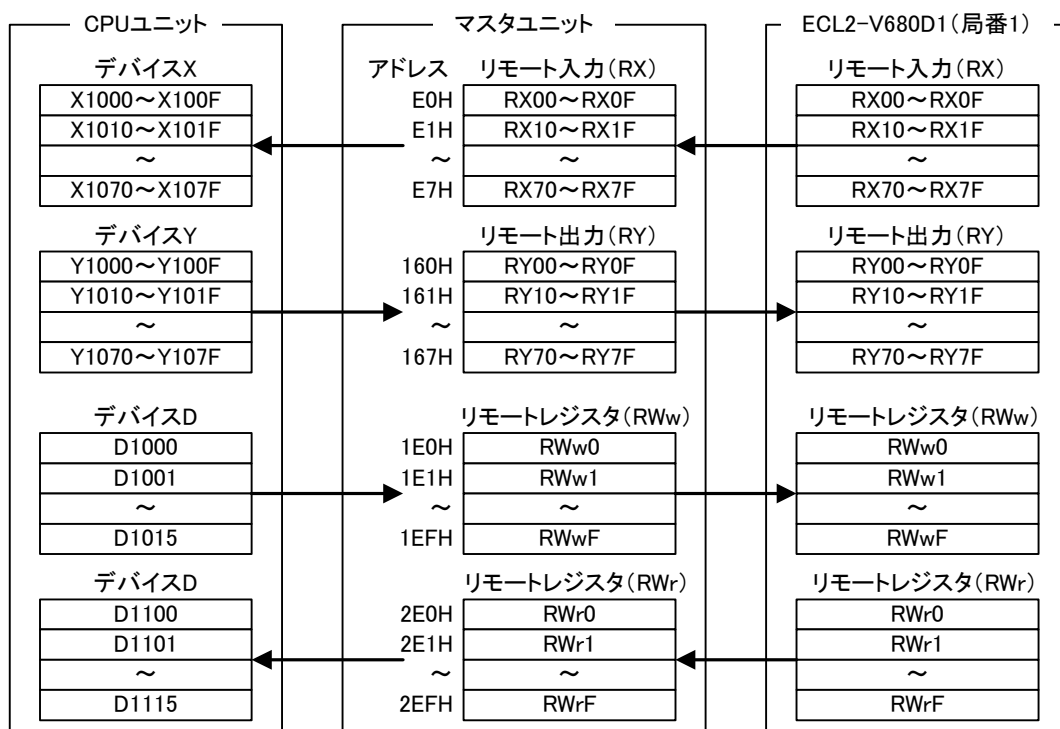 CPUユニット マスタユニット ECL2-V680D1(局番1)
デバイスX アドレス リモート入力(RX) リモート入力(RX)
X1000～X100F E0H RX00～RX0F RX00～RX0F
X1010～X101F E1H RX10～RX1F RX10～RX1F
～ ～ ～ ～
X1070～X107F E7H RX70～RX7F RX70～RX7F
デバイスY リモート出力(RY) リモート出力(RY)
Y1000～Y100F 160H RY00～RY0F RY00～RY0F
Y1010～Y101F 161H RY10～RY1F RY10～RY1F
～ ～ ～ ～
Y1070～Y107F 167H RY70～RY7F RY70～RY7F
デバイスD リモートレジスタ(RWw) リモートレジスタ(RWw)
D1000 1E0H RWw0 RWw0
D1001 1E1H RWw1 RWw1
～ ～ ～ ～
D1015 1EFH RWwF RWwF
デバイスD リモートレジスタ(RWr) リモートレジスタ(RWr)
D1100 2E0H RWr0 RWr0
D1101 2E1H RWr1 RWr1
～ ～ ～ ～
D1115 2EFH RWrF RWrF